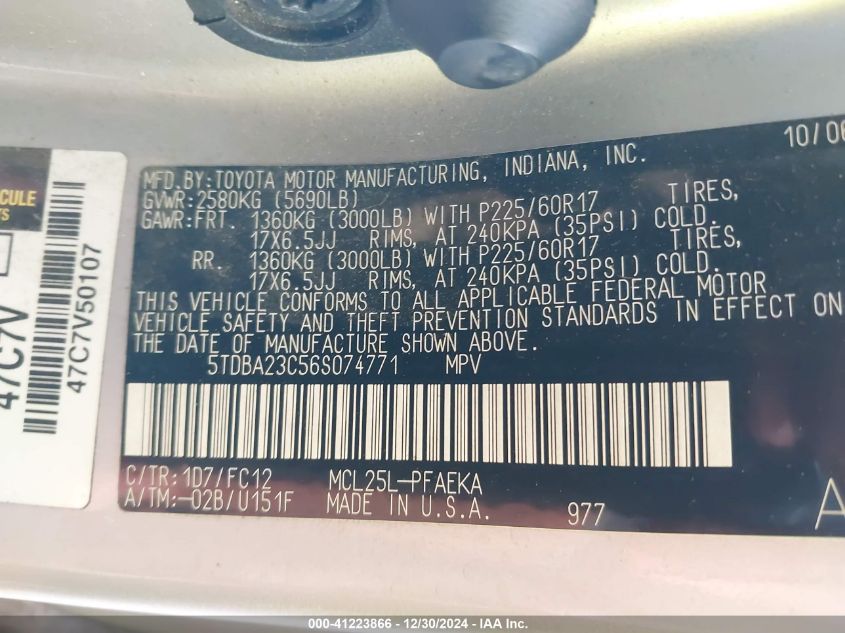 10/06
MFD.BY:TOYOTA MOTOR MANUFACTURING, INDIANA, INC.
GVWR:2580KG (5690LB)
GAWR:FRT. 1360KG (3000LB) WITH P225/60R17 TIRES,
17X6.5JJ RIMS, AT 240KPA (35PSI) COLD.
RR. 1360KG (3000LB) WITH P225/60R17 TIRES,
17X6.5JJ RIMS, AT 240KPA (35PSI) COLD.
THIS VEHICLE CONFORMS TO ALL APPLICABLE FEDERAL MOTOR
VEHICLE SAFETY AND THEFT PREVENTION STANDARDS IN EFFECT ON
THE DATE OF MANUFACTURE SHOWN ABOVE.
5TDBA23C56S074771 MPV
C/TR:1D7/FC12 MCL25L-PFAEKA
A/TM:-02B/U151F MADE IN U.S.A. 977
A
CULE
TS
47C7V
47C7V50107
000-41223866 - 12/30/2024 - IAA Inc.